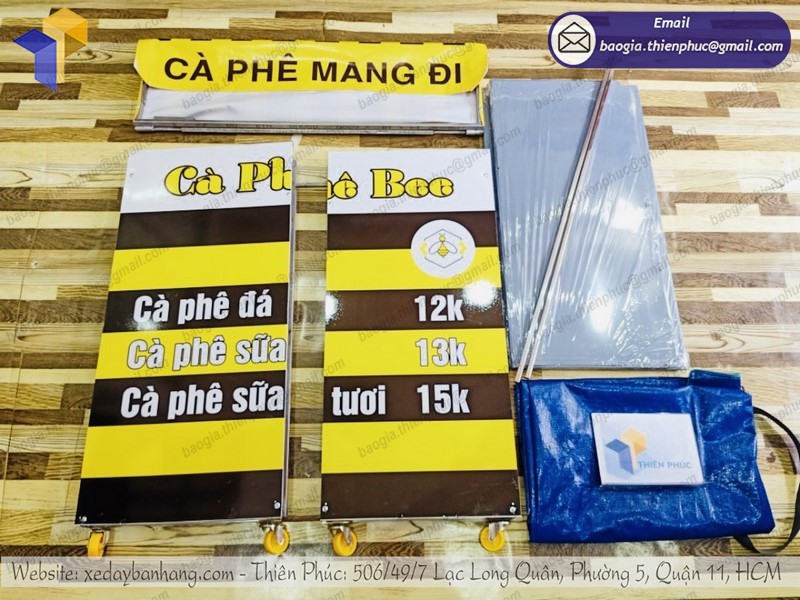 Email
baogia.thienphuc@gmail.com
CÀ PHÊ MANG ĐI
Cà Phê Bee
Cà phê đá 12k
Cà phê sữa 13k
Cà phê sữa tươi 15k
THIÊN PHÚC
Website: xedaybanhang.com - Thiên Phúc: 506/49/7 Lạc Long Quân, Phường 5, Quận 11, HCM